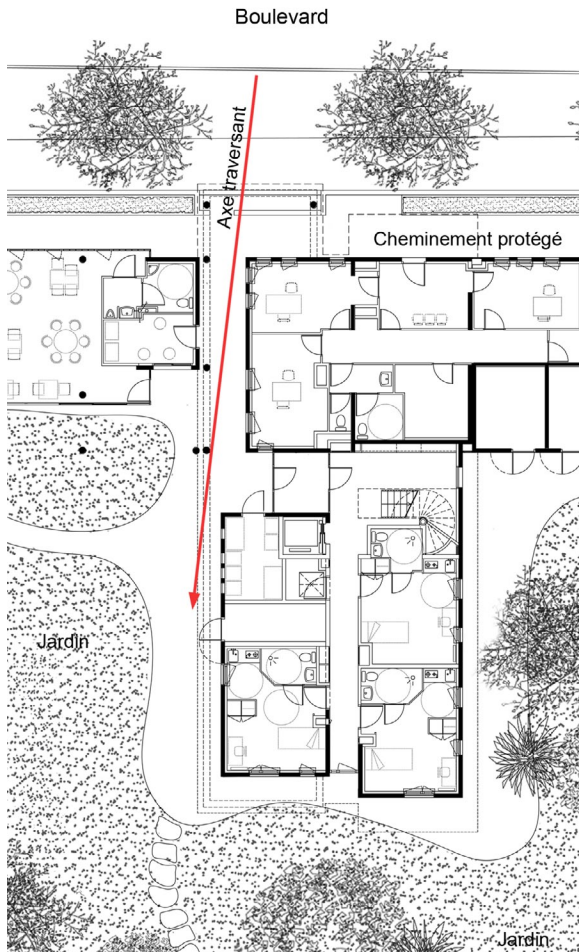 Boulevard
Axe traversant
Cheminement protégé
Jardin
Jardin